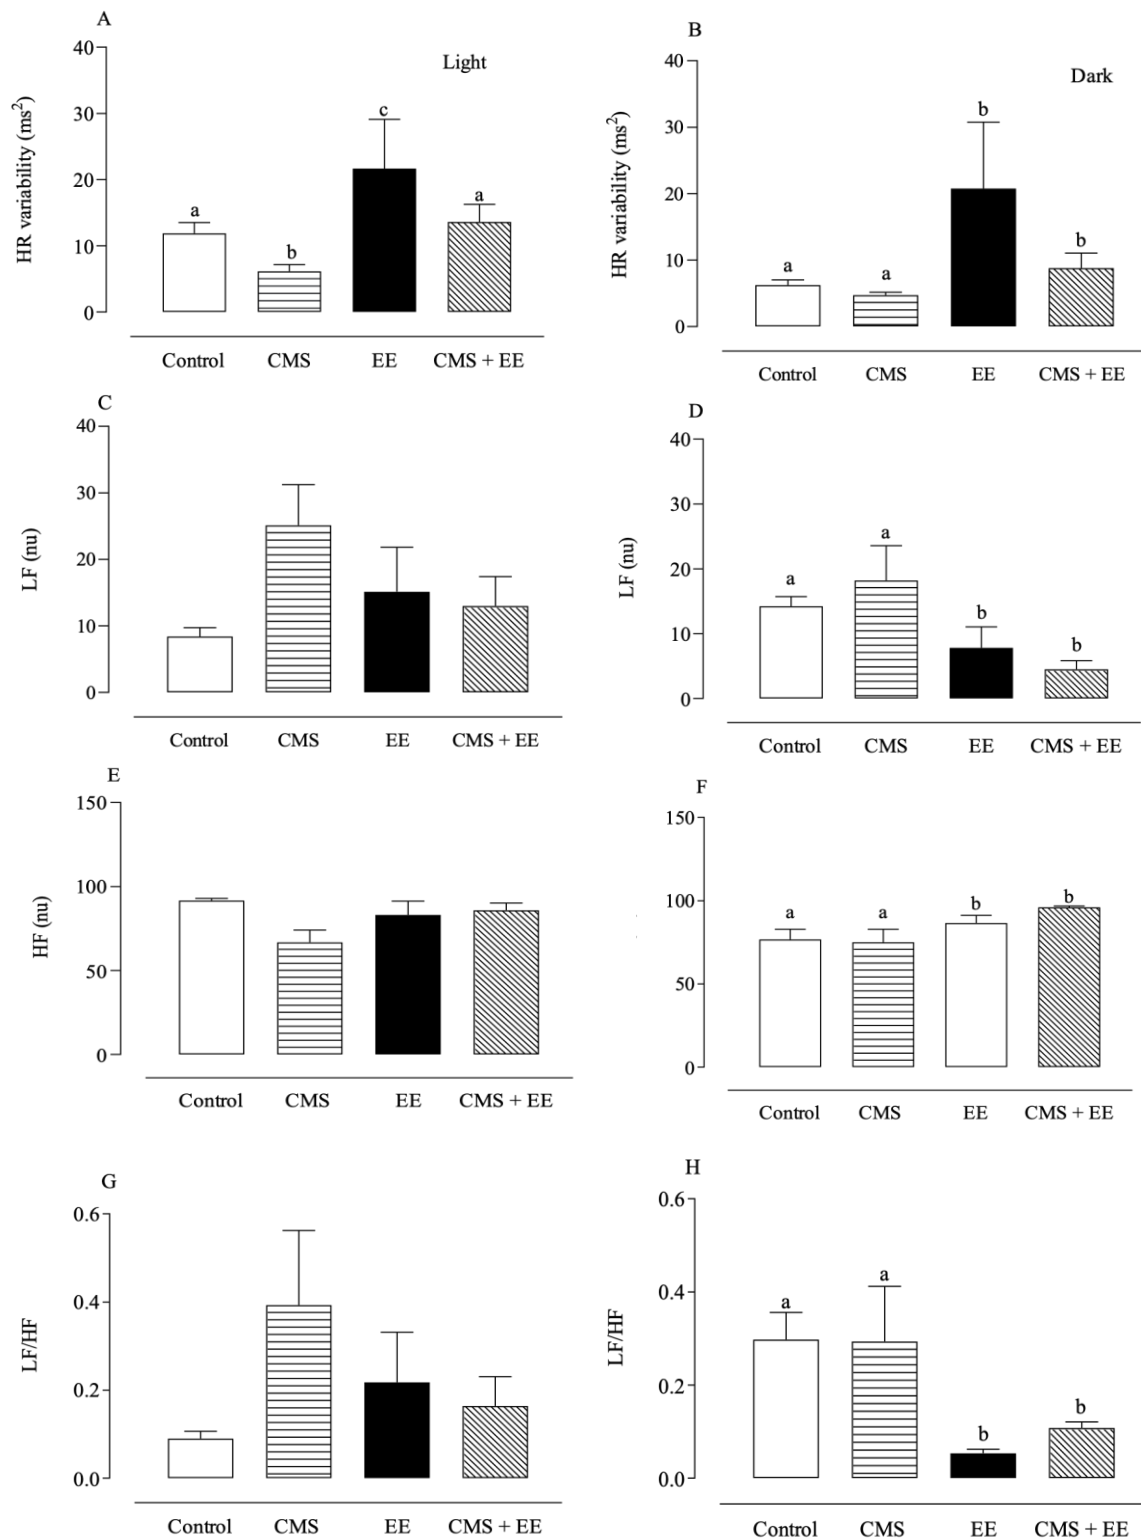 A
Light
HR variability (ms²)
40
30
20
10
0
a
b
c
a
Control CMS EE CMS + EE
B
Dark
HR variability (ms²)
40
30
20
10
0
a
a
b
b
Control CMS EE CMS + EE
C
LF (nu)
40
30
20
10
0
Control CMS EE CMS + EE
D
LF (nu)
40
30
20
10
0
a
a
b
b
Control CMS EE CMS + EE
E
HF (nu)
150
100
50
0
Control CMS EE CMS + EE
F
150
100
50
0
a
a
b
b
Control CMS EE CMS + EE
G
LF/HF
0.6
0.4
0.2
0.0
Control CMS EE CMS + EE
H
LF/HF
0.6
0.4
0.2
0.0
a
a
b
b
Control CMS EE CMS + EE